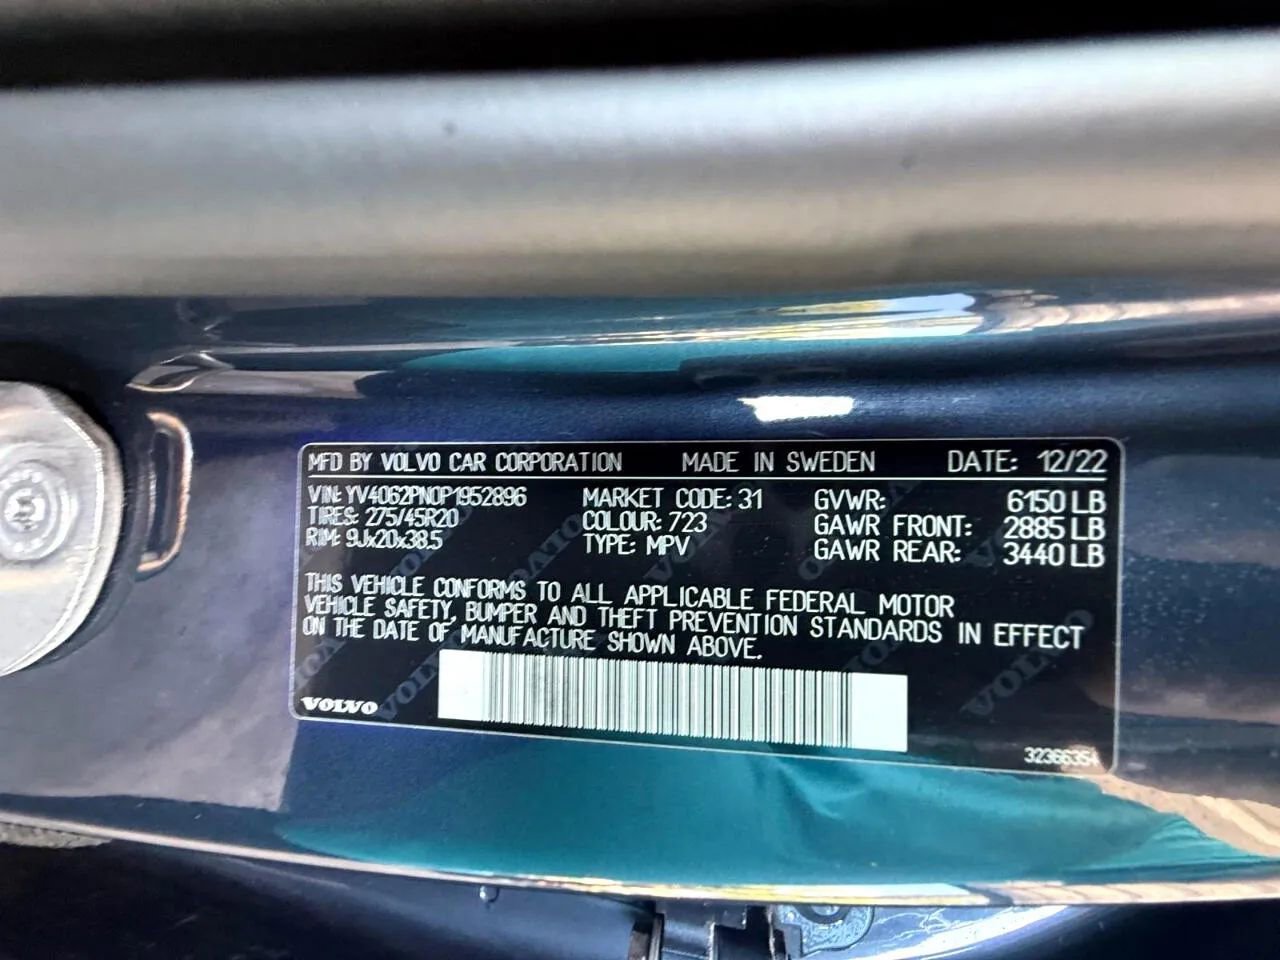 MFD BY VOLVO CAR CORPORATION MADE IN SWEDEN DATE: 12/22
VIN: YV4062PN0P1952896 MARKET CODE: 31 GVWR: 6150 LB
TIRES: 275/45R20 COLOUR: 723 GAWR FRONT: 2885 LB
RIM: 9Jx20x38.5 TYPE: MPV GAWR REAR: 3440 LB
THIS VEHICLE CONFORMS TO ALL APPLICABLE FEDERAL MOTOR
VEHICLE SAFETY, BUMPER AND THEFT PREVENTION STANDARDS IN EFFECT
ON THE DATE OF MANUFACTURE SHOWN ABOVE.
VOLVO
32366354